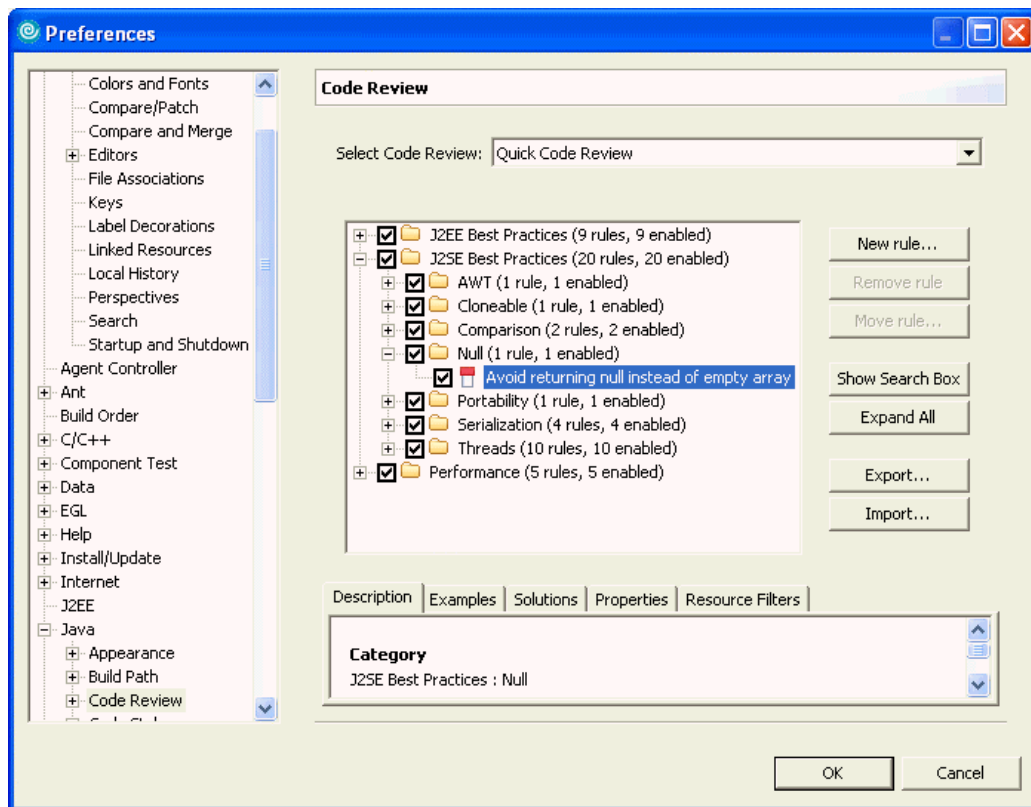 Preferences
Colors and Fonts
Compare/Patch
Compare and Merge
Editors
File Associations
Keys
Label Decorations
Linked Resources
Local History
Perspectives
Search
Startup and Shutdown
Agent Controller
Ant
Build Order
C/C++
Component Test
Data
EGL
Help
Install/Update
Internet
J2EE
Java
Appearance
Build Path
Code Review
Code Review
Select Code Review: Quick Code Review
J2EE Best Practices (9 rules, 9 enabled)
J2SE Best Practices (20 rules, 20 enabled)
AWT (1 rule, 1 enabled)
Cloneable (1 rule, 1 enabled)
Comparison (2 rules, 2 enabled)
Null (1 rule, 1 enabled)
Avoid returning null instead of empty array
Portability (1 rule, 1 enabled)
Serialization (4 rules, 4 enabled)
Threads (10 rules, 10 enabled)
Performance (5 rules, 5 enabled)
New rule...
Remove rule
Move rule...
Show Search Box
Expand All
Export...
Import...
Description Examples Solutions Properties Resource Filters
Category
J2SE Best Practices : Null
OK Cancel